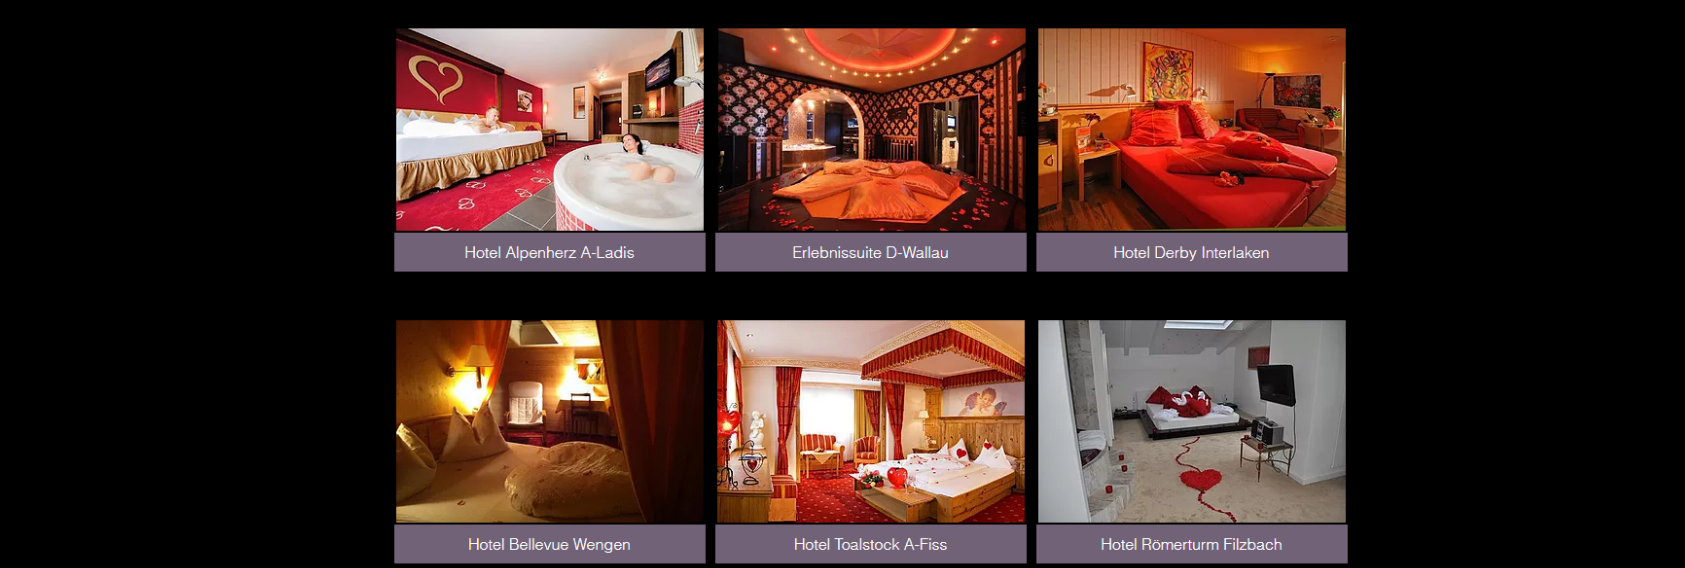 Hotel Alpenherz A-Ladis
Erlebnissuite D-Wallau
Hotel Derby Interlaken
Hotel Bellevue Wengen
Hotel Toalstock A-Fiss
Hotel Römerturm Filzbach